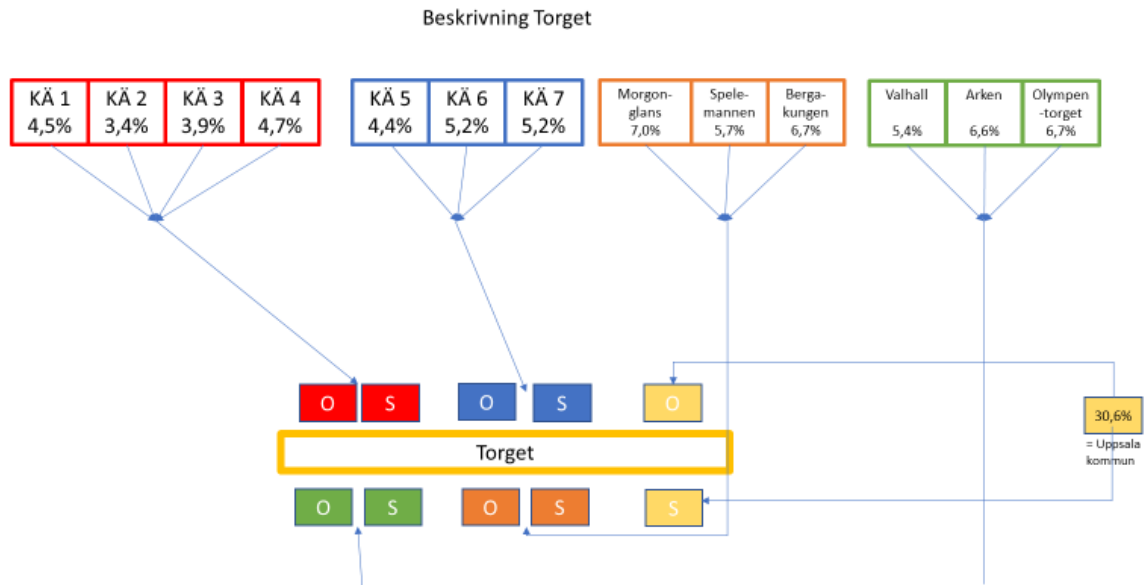 Beskrivning Torget
KÄ 1
4,5%
KÄ 2
3,4%
KÄ 3
3,9%
KÄ 4
4,7%
KÄ 5
4,4%
KÄ 6
5,2%
KÄ 7
5,2%
Morgon-
glans
7,0%
Spele-
mannen
5,7%
Berga-
kungen
6,7%
Valhall
5,4%
Arken
6,6%
Olympen
-torget
6,7%
O
S
O
S
O
30,6%
= Uppsala
kommun
Torget
O
S
O
S
S